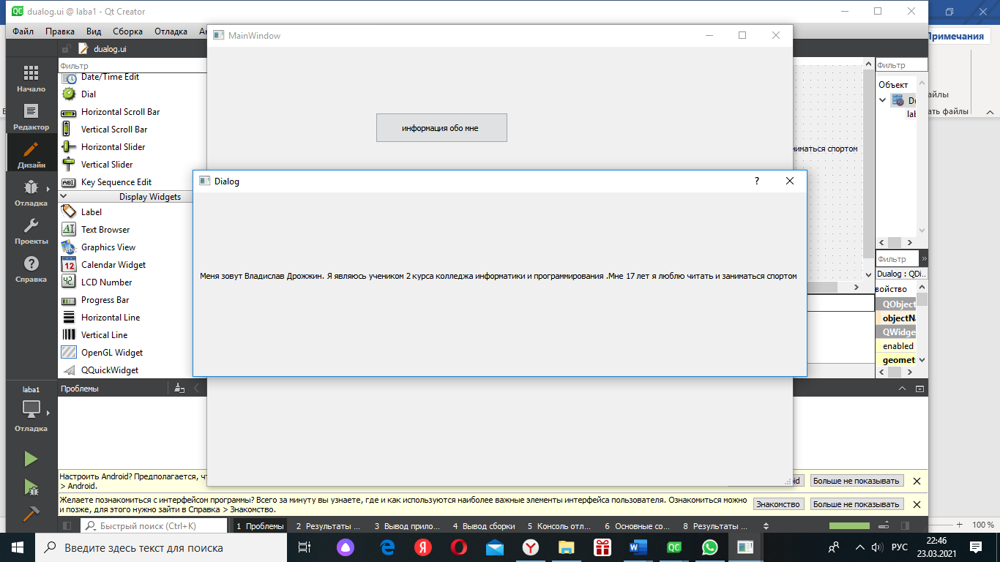 dualog.ui @ laba1 - Qt Creator
Файл Правка Вид Сборка Отладка
MainWindow
Примечания
dualog.ui
Фильтр
Фильтр
Date/Time Edit
Dial
Horizontal Scroll Bar
Vertical Scroll Bar
Horizontal Slider
Vertical Slider
Key Sequence Edit
Display Widgets
Label
Text Browser
Graphics View
Calendar Widget
LCD Number
Progress Bar
Horizontal Line
Vertical Line
OpenGL Widget
QQuickWidget
Начало
Редактор
Дизайн
Отладка
Проекты
Справка
laba1
Отладка
информация обо мне
Dialog
?
Меня зовут Владислав Дрожжин. Я являюсь учеником 2 курса колледжа информатики и программирования .Мне 17 лет я люблю читать и заниматься спортом
ниматься спортом
Объект
Du
lab
йлы
ать файлы
Фильтр
Dualog : QDi...
войство
QObject
objectNa
QWidge
enabled
geomet
Проблемы
Настроить Android? Предполагается, чт
> Android.
id
Больше не показывать
Желаете познакомиться с интерфейсом программы? Всего за минуту вы узнаете, где и как используются наиболее важные элементы интерфейса пользователя. Ознакомиться можно
и позже, для этого нужно зайти в Справка > Знакомство.
Знакомство
Больше не показывать
Быстрый поиск (Ctrl+K)
1 Проблемы
2 Результаты ...
3 Вывод прило...
4 Вывод сборки
5 Консоль отл...
6 Основные со...
8 Результаты ...
100 %
Введите здесь текст для поиска
РУС
22:46
23.03.2021